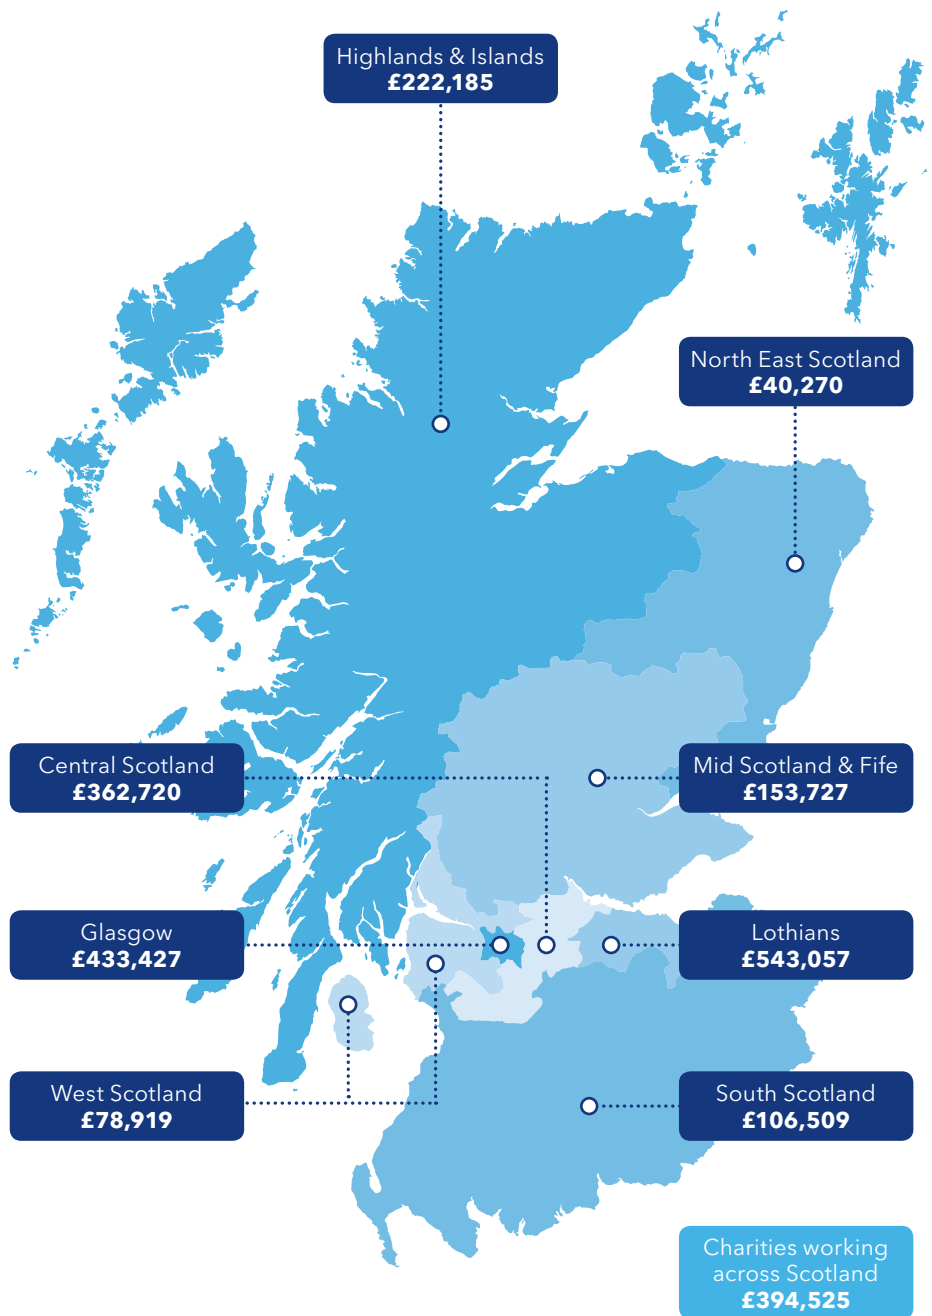 Highlands & Islands
£222,185
North East Scotland
£40,270
Central Scotland
£362,720
Mid Scotland & Fife
£153,727
Glasgow
£433,427
Lothians
£543,057
West Scotland
£78,919
South Scotland
£106,509
Charities working
across Scotland
£394,525